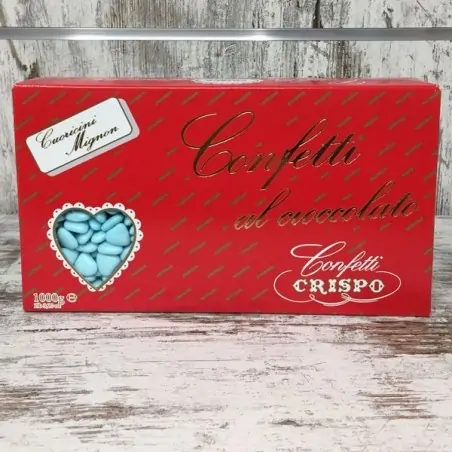 Cuoricini
Mignon
Confetti
al cioccolato
Confetti
CRISPO
1000g